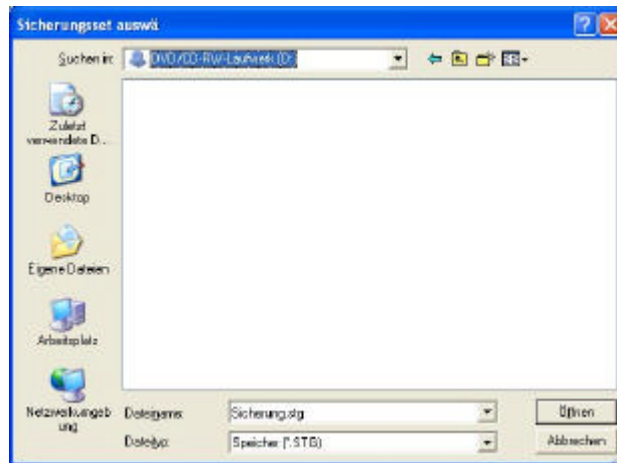 Sicherungsset auswä
Suchen in:
DVD/CD-RW-Laufwerk (D:)
Zuletzt
verwendete D...
Desktop
Eigene Dateien
Arbeitsplatz
Netzwerkumgeb
ung
Dateiname:
Sicherung.stg
Öffnen
Dateityp:
Speicher (*.STG)
Abbrechen